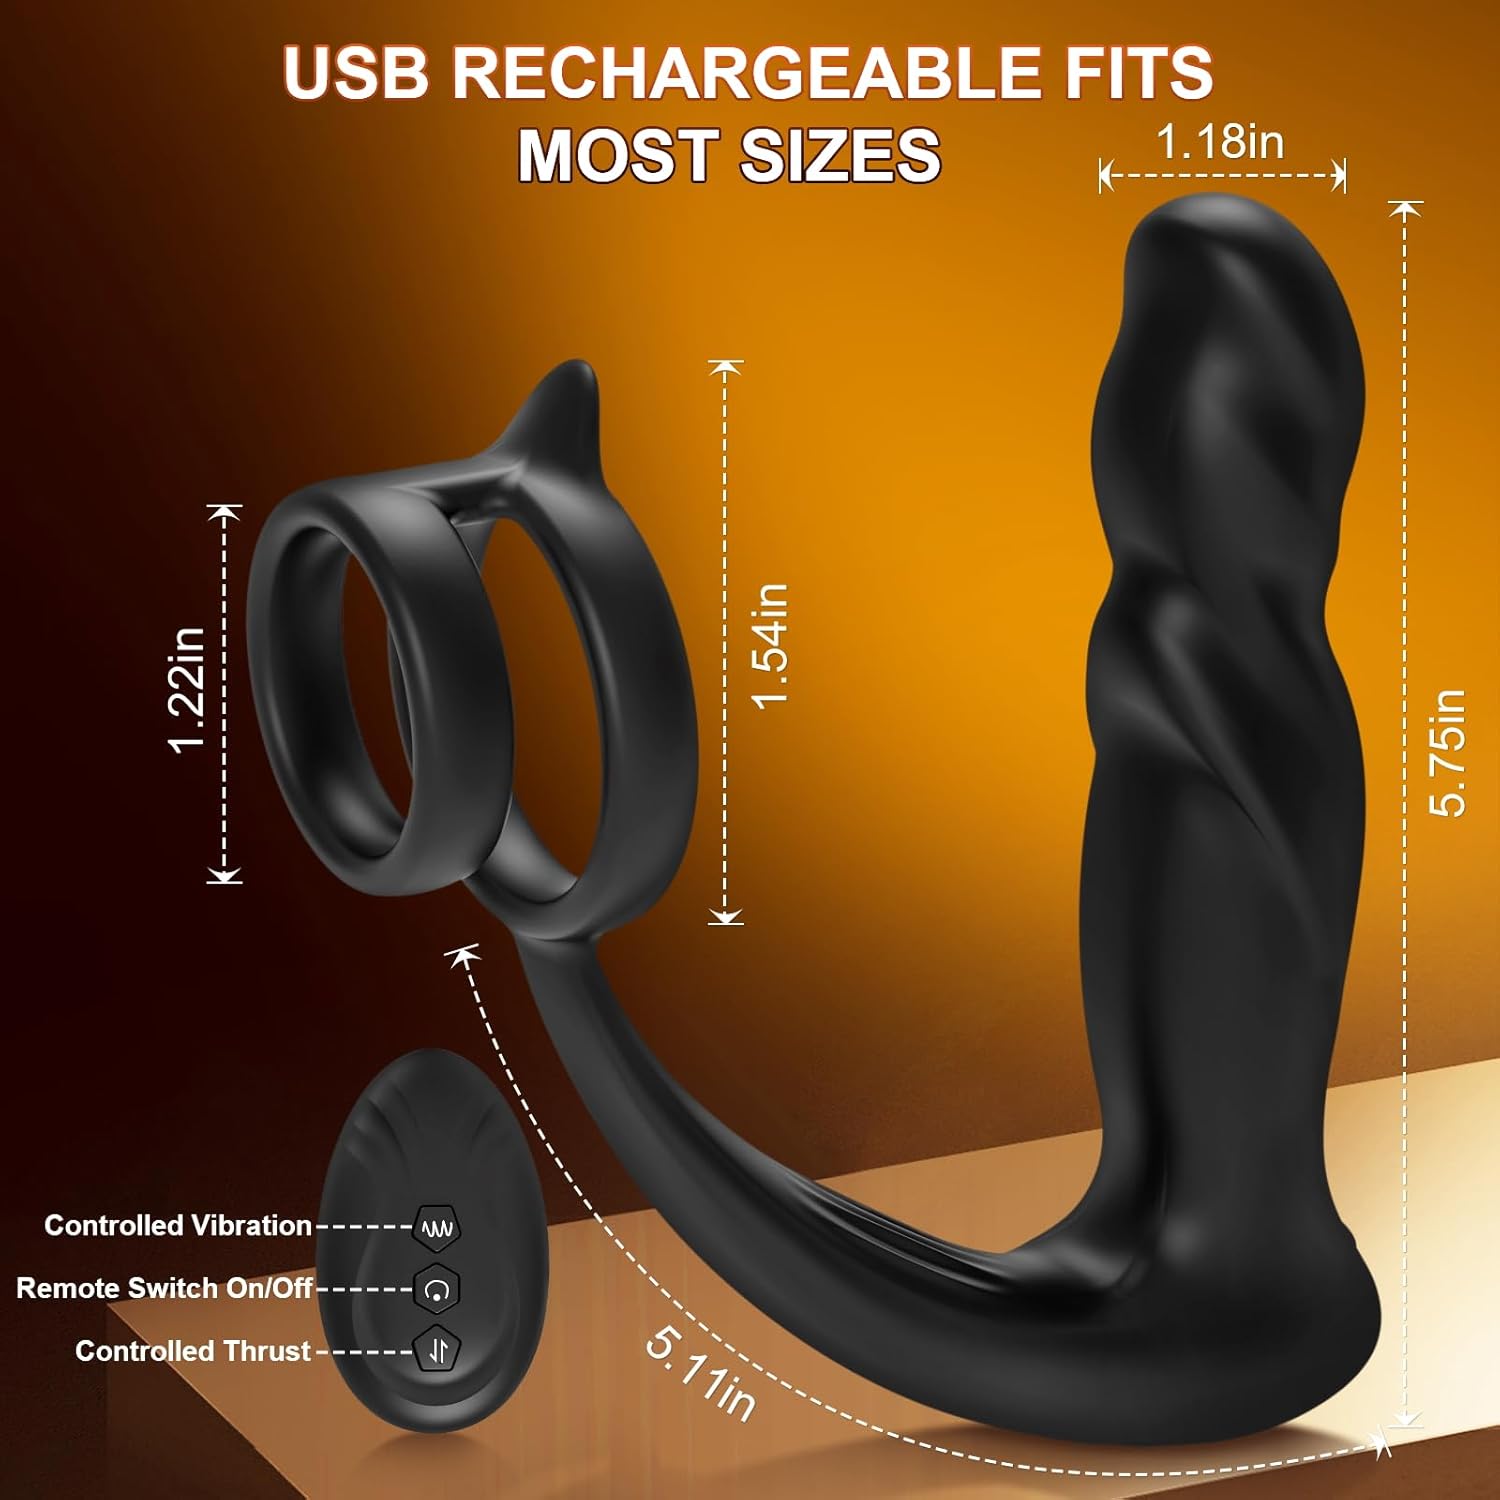 USB RECHARGEABLE FITS
MOST SIZES
1.18in
1.22in
1.54in
5.75in
Controlled Vibration
Remote Switch On/Off
Controlled Thrust
5.11in